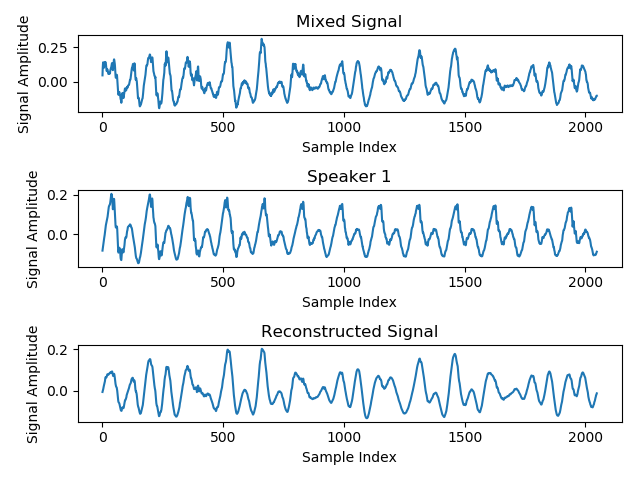 Mixed Signal
Signal Amplitude
0.25
0.00
0 500 1000 1500 2000
Sample Index
Speaker 1
Signal Amplitude
0.2
0.0
0 500 1000 1500 2000
Sample Index
Reconstructed Signal
Signal Amplitude
0.2
0.0
0 500 1000 1500 2000
Sample Index